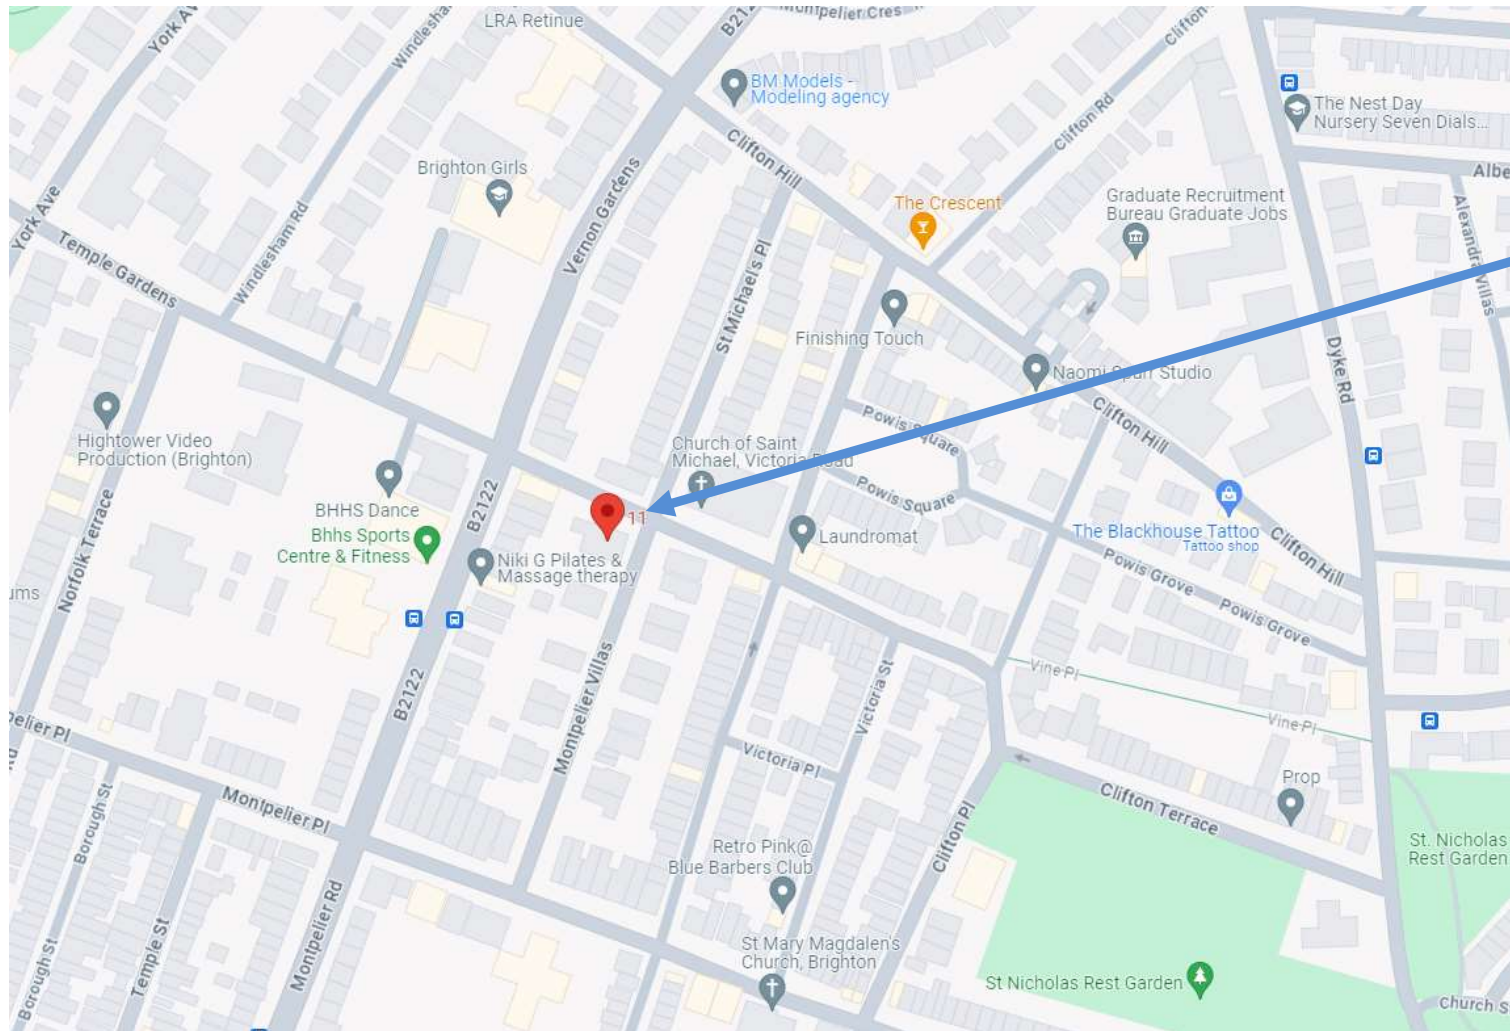 LRA Retinue
York Av
Windlesha
B212
Montpelier Cres
Clifton
BM Models -
Modeling agency
The Nest Day
Nursery Seven Dials...
Clifton Rd
Clifton Hill
Albe
Brighton Girls
Vernon Gardens
The Crescent
Graduate Recruitment
Bureau Graduate Jobs
York Ave
Windlesham Rd
Temple Gardens
Alexandra Villas
St Michael's Pl
Finishing Touch
Dyke Rd
Naomi Spurr Studio
Clifton Hill
Powis Square
Hightower Video
Production (Brighton)
Church of Saint
Michael, Victoria Road
Powis Square
BHHS Dance
B2122
11
Bhhs Sports
Centre & Fitness
Laundromat
The Blackhouse Tattoo
Tattoo shop
Clifton Hill
Niki G Pilates &
Massage therapy
Norfolk Terrace
ums
Powis Grove
Powis Grove
Vine Pl
Victoria St
Montpelier Villas
B2122
Vine Pl
pelier Pl
Victoria Pl
Montpelier Pl
Borough St
Clifton Terrace
Prop
Clifton Pl
St. Nicholas
Rest Garden
Retro Pink@
Blue Barbers Club
Montpelier Rd
Temple St
Borough St
St Mary Magdalen's
Church, Brighton
St Nicholas Rest Garden
Church S